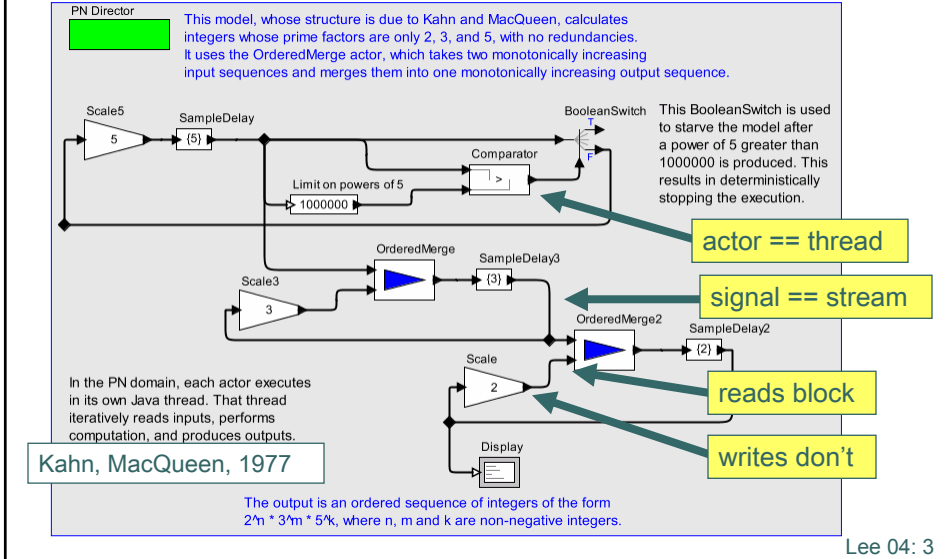 PN Director
This model, whose structure is due to Kahn and MacQueen, calculates
integers whose prime factors are only 2, 3, and 5, with no redundancies.
It uses the OrderedMerge actor, which takes two monotonically increasing
input sequences and merges them into one monotonically increasing output sequence.
Scale5
5
SampleDelay
{5}
BooleanSwitch
T
F
This BooleanSwitch is used
to starve the model after
a power of 5 greater than
1000000 is produced. This
results in deterministically
stopping the execution.
Comparator
>
Limit on powers of 5
1000000
actor == thread
OrderedMerge
SampleDelay3
{3}
Scale3
3
signal == stream
OrderedMerge2
SampleDelay2
{2}
Scale
2
reads block
In the PN domain, each actor executes
in its own Java thread. That thread
iteratively reads inputs, performs
computation, and produces outputs.
writes don't
Kahn, MacQueen, 1977
Display
The output is an ordered sequence of integers of the form
2^n * 3^m * 5^k, where n, m and k are non-negative integers.
Lee 04: 3